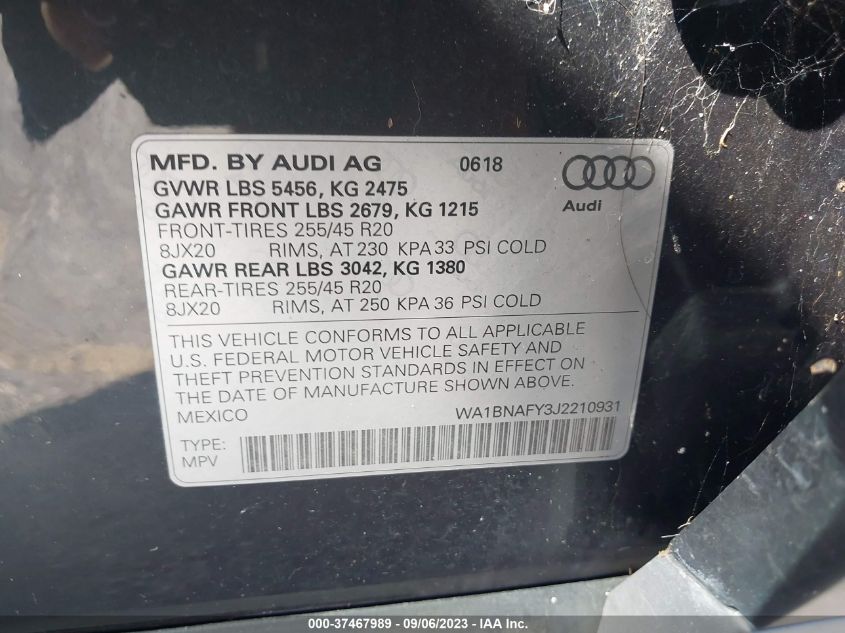 MFD. BY AUDI AG 0618
Audi
GVWR LBS 5456, KG 2475
GAWR FRONT LBS 2679, KG 1215
FRONT-TIRES 255/45 R20
8JX20 RIMS, AT 230 KPA 33 PSI COLD
GAWR REAR LBS 3042, KG 1380
REAR-TIRES 255/45 R20
8JX20 RIMS, AT 250 KPA 36 PSI COLD
THIS VEHICLE CONFORMS TO ALL APPLICABLE
U.S. FEDERAL MOTOR VEHICLE SAFETY AND
THEFT PREVENTION STANDARDS IN EFFECT ON
THE DATE OF MANUFACTURE SHOWN ABOVE.
MEXICO WA1BNAFY3J2210931
TYPE:
MPV
000-37467989 - 09/06/2023 - IAA Inc.